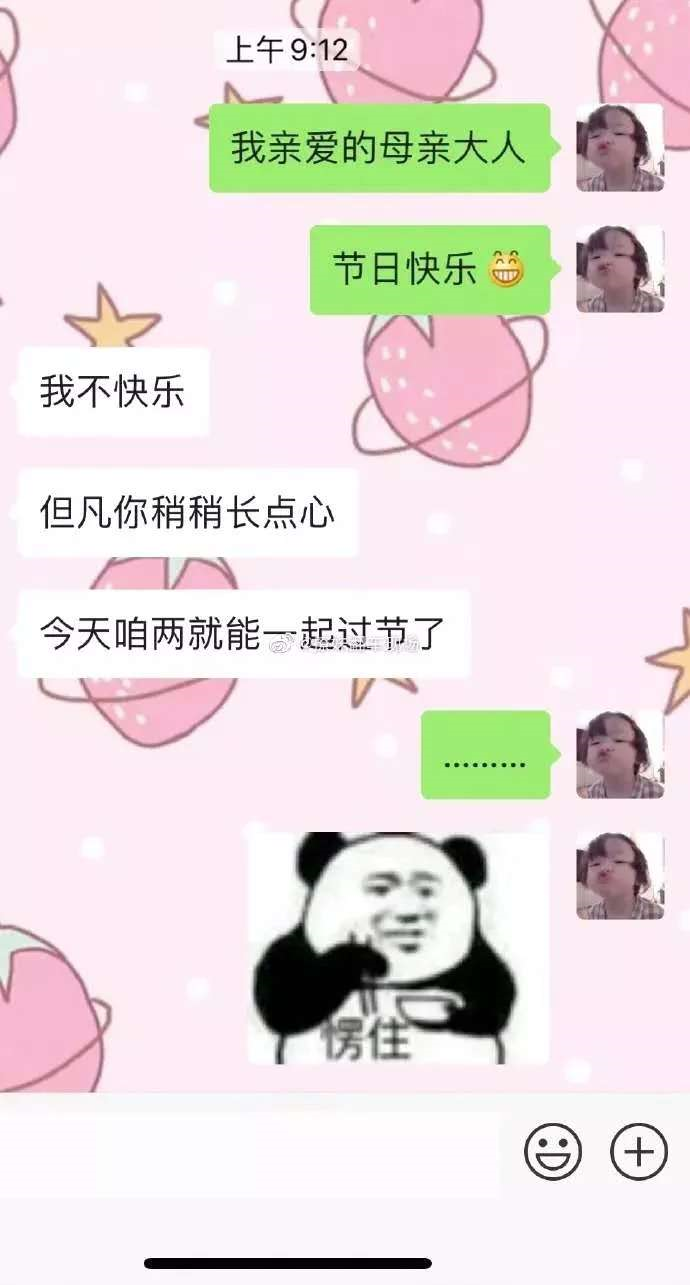 上午9:12
我亲爱的母亲大人
节日快乐😁
我不快乐
但凡你稍稍长点心
今天咱两就能一起过节了
………
愣住